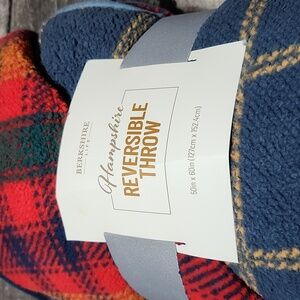 BERKSHIRE
LIFE
Hampshire
REVERSIBLE
THROW
50in x 60in (127cm x 152.4cm)